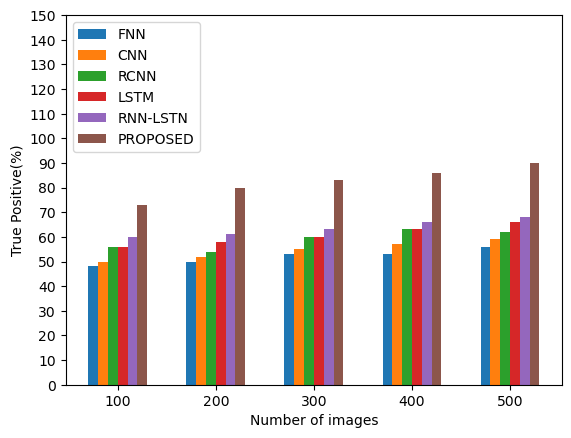 150
140
130
120
110
100
90
80
70
60
50
40
30
20
10
0
True Positive(%)
FNN
CNN
RCNN
LSTM
RNN-LSTN
PROPOSED
100 200 300 400 500
Number of images